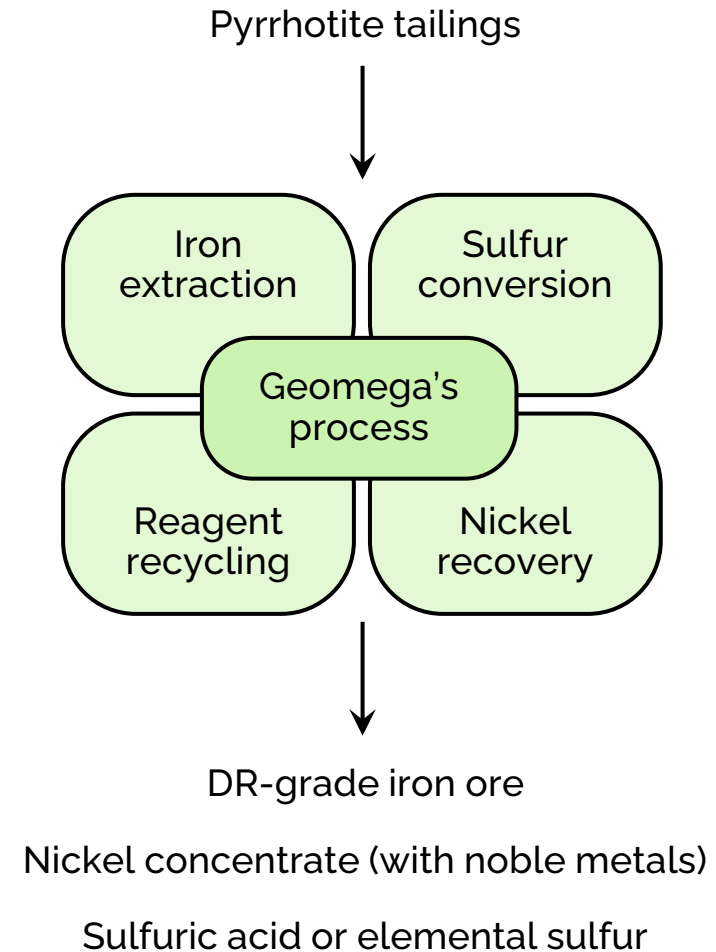 Pyrrhotite tailings
Iron
extraction
Sulfur
conversion
Geomega’s
process
Reagent
recycling
Nickel
recovery
DR-grade iron ore
Nickel concentrate (with noble metals)
Sulfuric acid or elemental sulfur